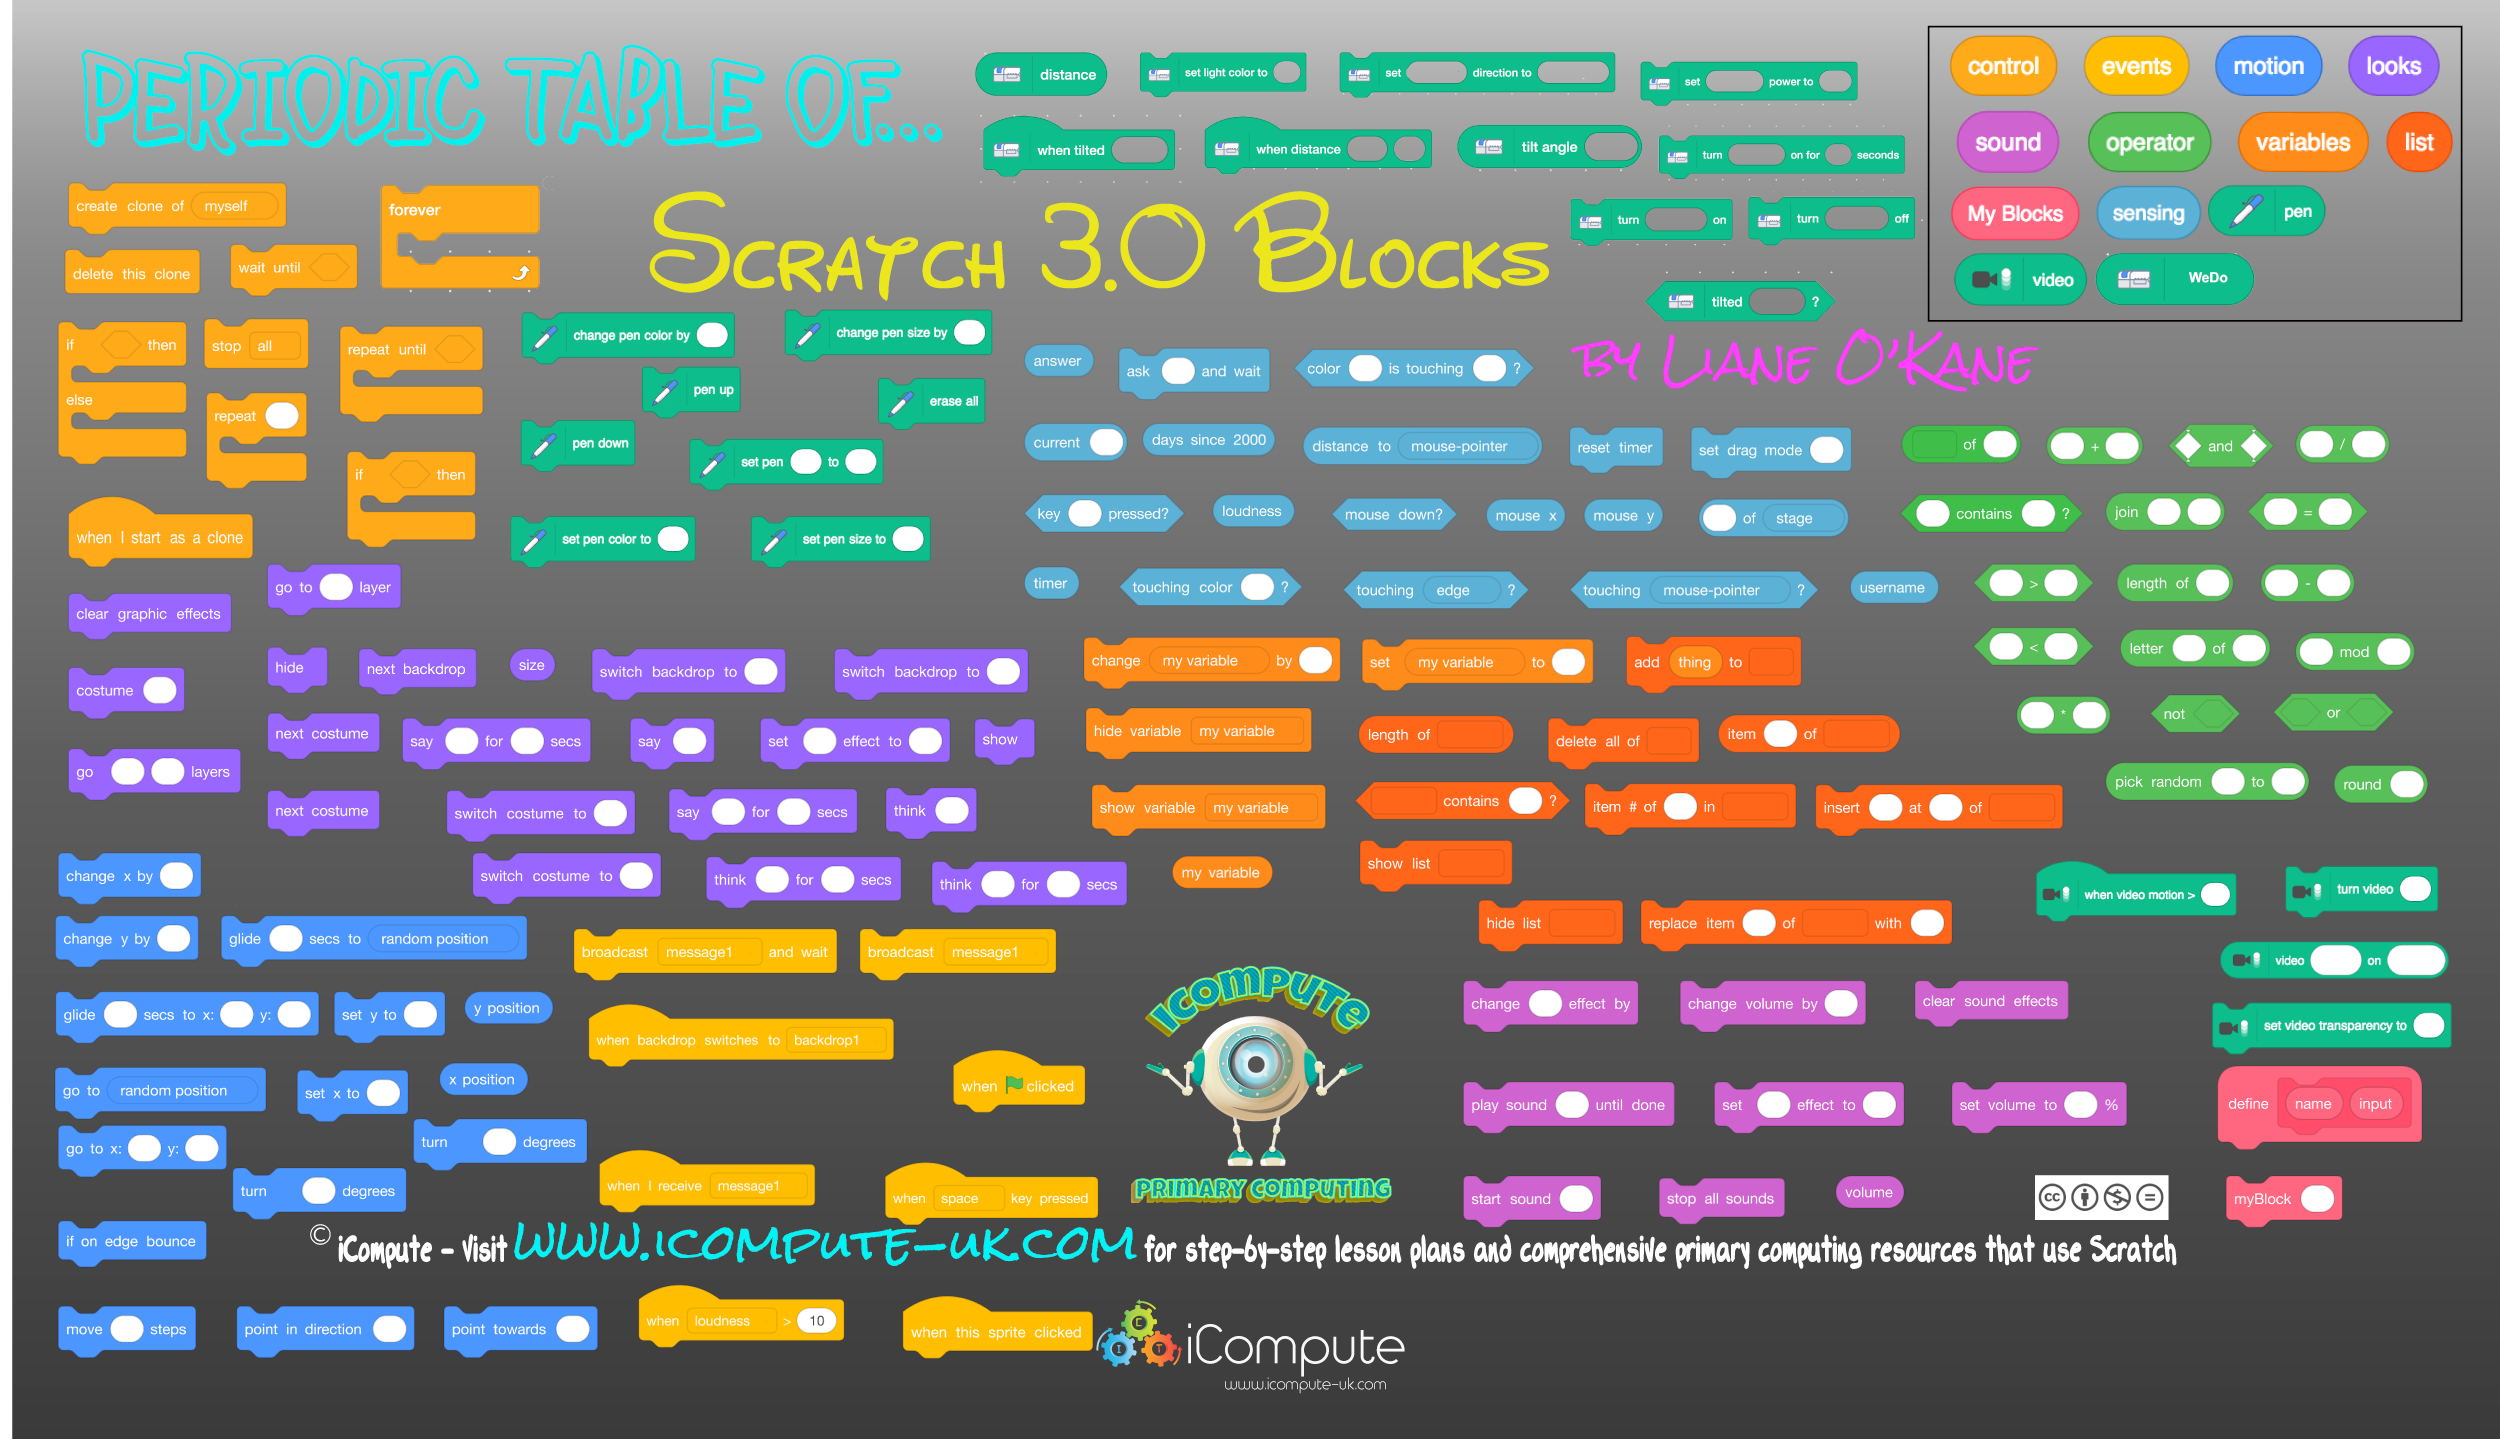 PERIODIC TABLE OF...
SCRATCH 3.0 BLOCKS
BY LIANE O'KANE
control events motion looks
sound operator variables list
My Blocks sensing pen
video WeDo
distance
set light color to
set direction to
set power to
when tilted
when distance
tilt angle
turn on for seconds
turn on
turn off
tilted ?
create clone of myself
forever
delete this clone
wait until
if then
else
stop all
repeat until
repeat
if then
when I start as a clone
change pen color by
change pen size by
pen up
erase all
pen down
set pen to
set pen color to
set pen size to
answer
ask and wait
color is touching ?
current
days since 2000
distance to mouse-pointer
reset timer
set drag mode
key pressed?
loudness
mouse down?
mouse x
mouse y
of stage
timer
touching color ?
touching edge ?
touching mouse-pointer ?
username
of
+
and
/
contains ?
join
=
>
length of
-
<
letter of
mod
*
not
or
pick random to
round
go to layer
clear graphic effects
hide
next backdrop
size
switch backdrop to
switch backdrop to
costume
next costume
say for secs
say
set effect to
show
go layers
next costume
switch costume to
say for secs
think
switch costume to
think for secs
think for secs
change my variable by
set my variable to
add thing to
hide variable my variable
length of
delete all of
item of
show variable my variable
contains ?
item # of in
insert at of
my variable
show list
hide list
replace item of with
when video motion >
turn video
video on
set video transparency to
change x by
change y by
glide secs to random position
glide secs to x: y:
set y to
y position
go to random position
set x to
x position
go to x: y:
turn degrees
turn degrees
if on edge bounce
move steps
point in direction
point towards
broadcast message1 and wait
broadcast message1
when backdrop switches to backdrop1
when clicked
when I receive message1
when space key pressed
when loudness > 10
when this sprite clicked
iCOMPUTE
PRIMARY COMPUTING
change effect by
change volume by
clear sound effects
play sound until done
set effect to
set volume to %
start sound
stop all sounds
volume
define name input
myBlock
cc
© iCompute - Visit WWW.ICOMPUTE-UK.COM for step-by-step lesson plans and comprehensive primary computing resources that use Scratch
I C T
iCompute
www.icompute-uk.com